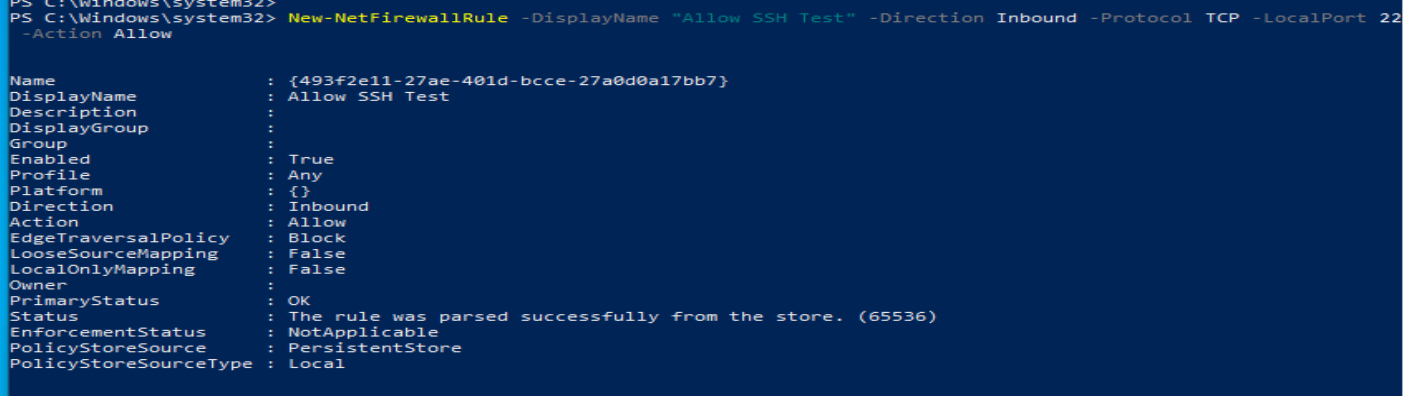 PS C:\Windows\system32>
PS C:\Windows\system32> New-NetFirewallRule -DisplayName "Allow SSH Test" -Direction Inbound -Protocol TCP -LocalPort 22
 -Action Allow
Name                  : {493f2e11-27ae-401d-bcce-27a0d0a17bb7}
DisplayName           : Allow SSH Test
Description           :
DisplayGroup          :
Group                 :
Enabled               : True
Profile               : Any
Platform              : {}
Direction             : Inbound
Action                : Allow
EdgeTraversalPolicy   : Block
LooseSourceMapping    : False
LocalOnlyMapping      : False
Owner                 :
PrimaryStatus         : OK
Status                : The rule was parsed successfully from the store. (65536)
EnforcementStatus     : NotApplicable
PolicyStoreSource     : PersistentStore
PolicyStoreSourceType : Local